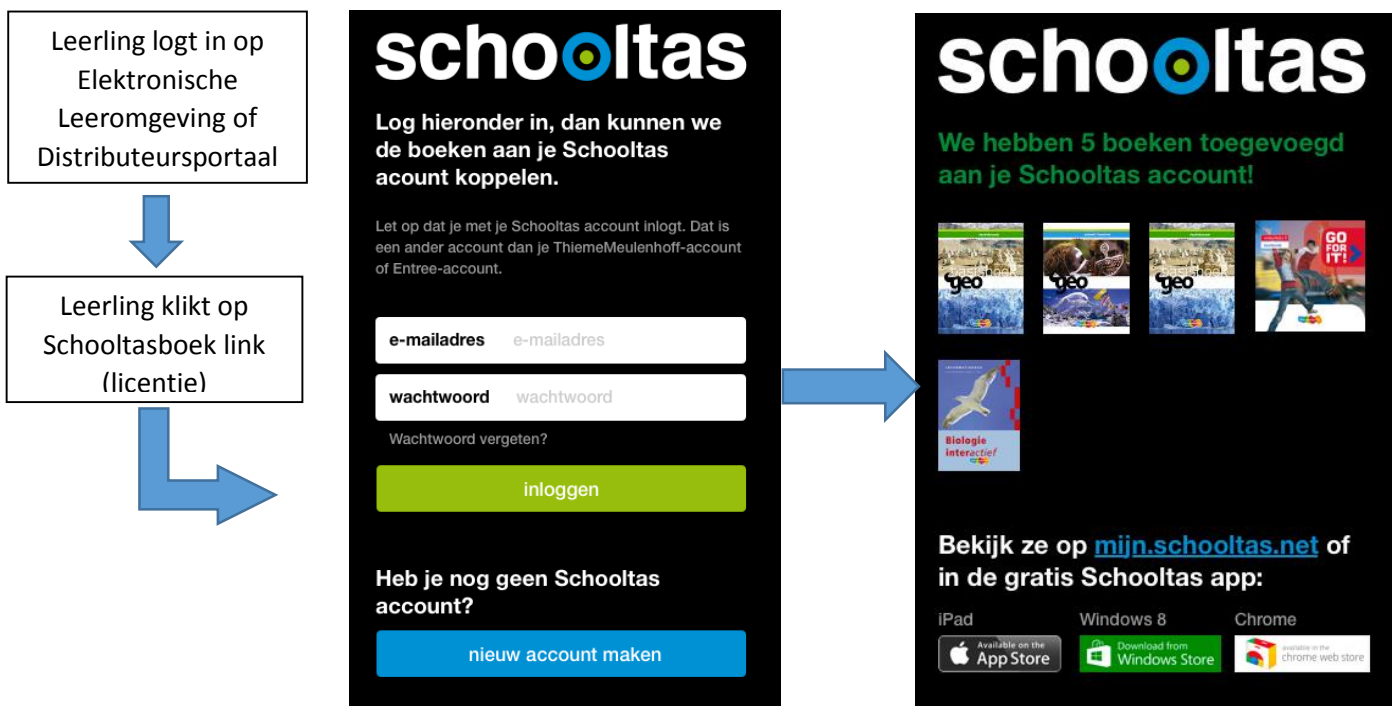 Leerling logt in op
Elektronische
Leeromgeving of
Distributeursportaal
Leerling klikt op
Schooltasboek link
(licentie)
schooltas
Log hieronder in, dan kunnen we
de boeken aan je Schooltas
acount koppelen.
Let op dat je met je Schooltas account inlogt. Dat is
een ander account dan je ThiemeMeulenhoff-account
of Entree-account.
e-mailadres e-mailadres
wachtwoord wachtwoord
Wachtwoord vergeten?
inloggen
Heb je nog geen Schooltas
account?
nieuw account maken
schooltas
We hebben 5 boeken toegevoegd
aan je Schooltas account!
basisboek
geo
geo
basisboek
geo
GO
FOR
IT!
Biologie
interactief
Bekijk ze op mijn.schooltas.net of
in de gratis Schooltas app:
iPad Windows 8 Chrome
Available on the
App Store
Download from
Windows Store
available in the
chrome web store